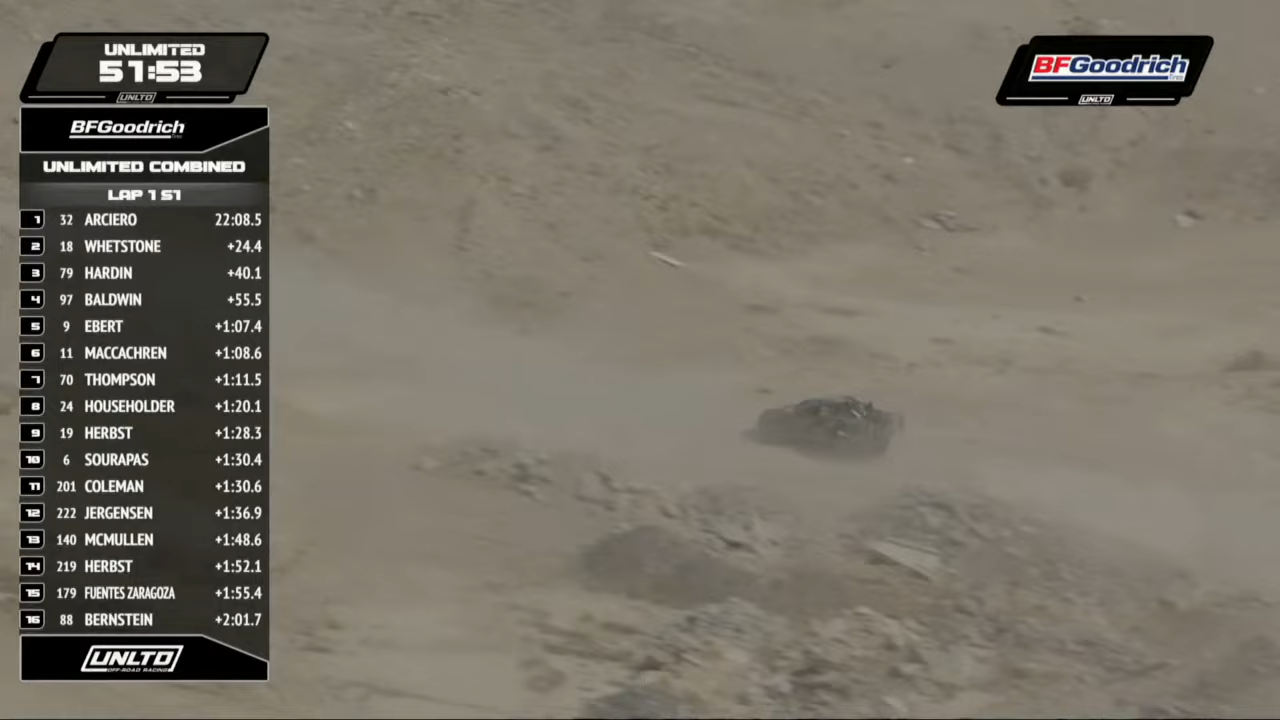 UNLIMITED
51:53
UNLTD
BFGoodrich
UNLIMITED COMBINED
LAP 1 S1
1 32 ARCIERO 22:08.5
2 18 WHETSTONE +24.4
3 79 HARDIN +40.1
4 97 BALDWIN +55.5
5 9 EBERT +1:07.4
6 11 MACCACHREN +1:08.6
7 70 THOMPSON +1:11.5
8 24 HOUSEHOLDER +1:20.1
9 19 HERBST +1:28.3
10 6 SOURAPAS +1:30.4
11 201 COLEMAN +1:30.6
12 222 JERGENSEN +1:36.9
13 140 MCMULLEN +1:48.6
14 219 HERBST +1:52.1
15 179 FUENTES ZARAGOZA +1:55.4
16 88 BERNSTEIN +2:01.7
UNLTD
OFF-ROAD RACING
BFGoodrich
UNLTD